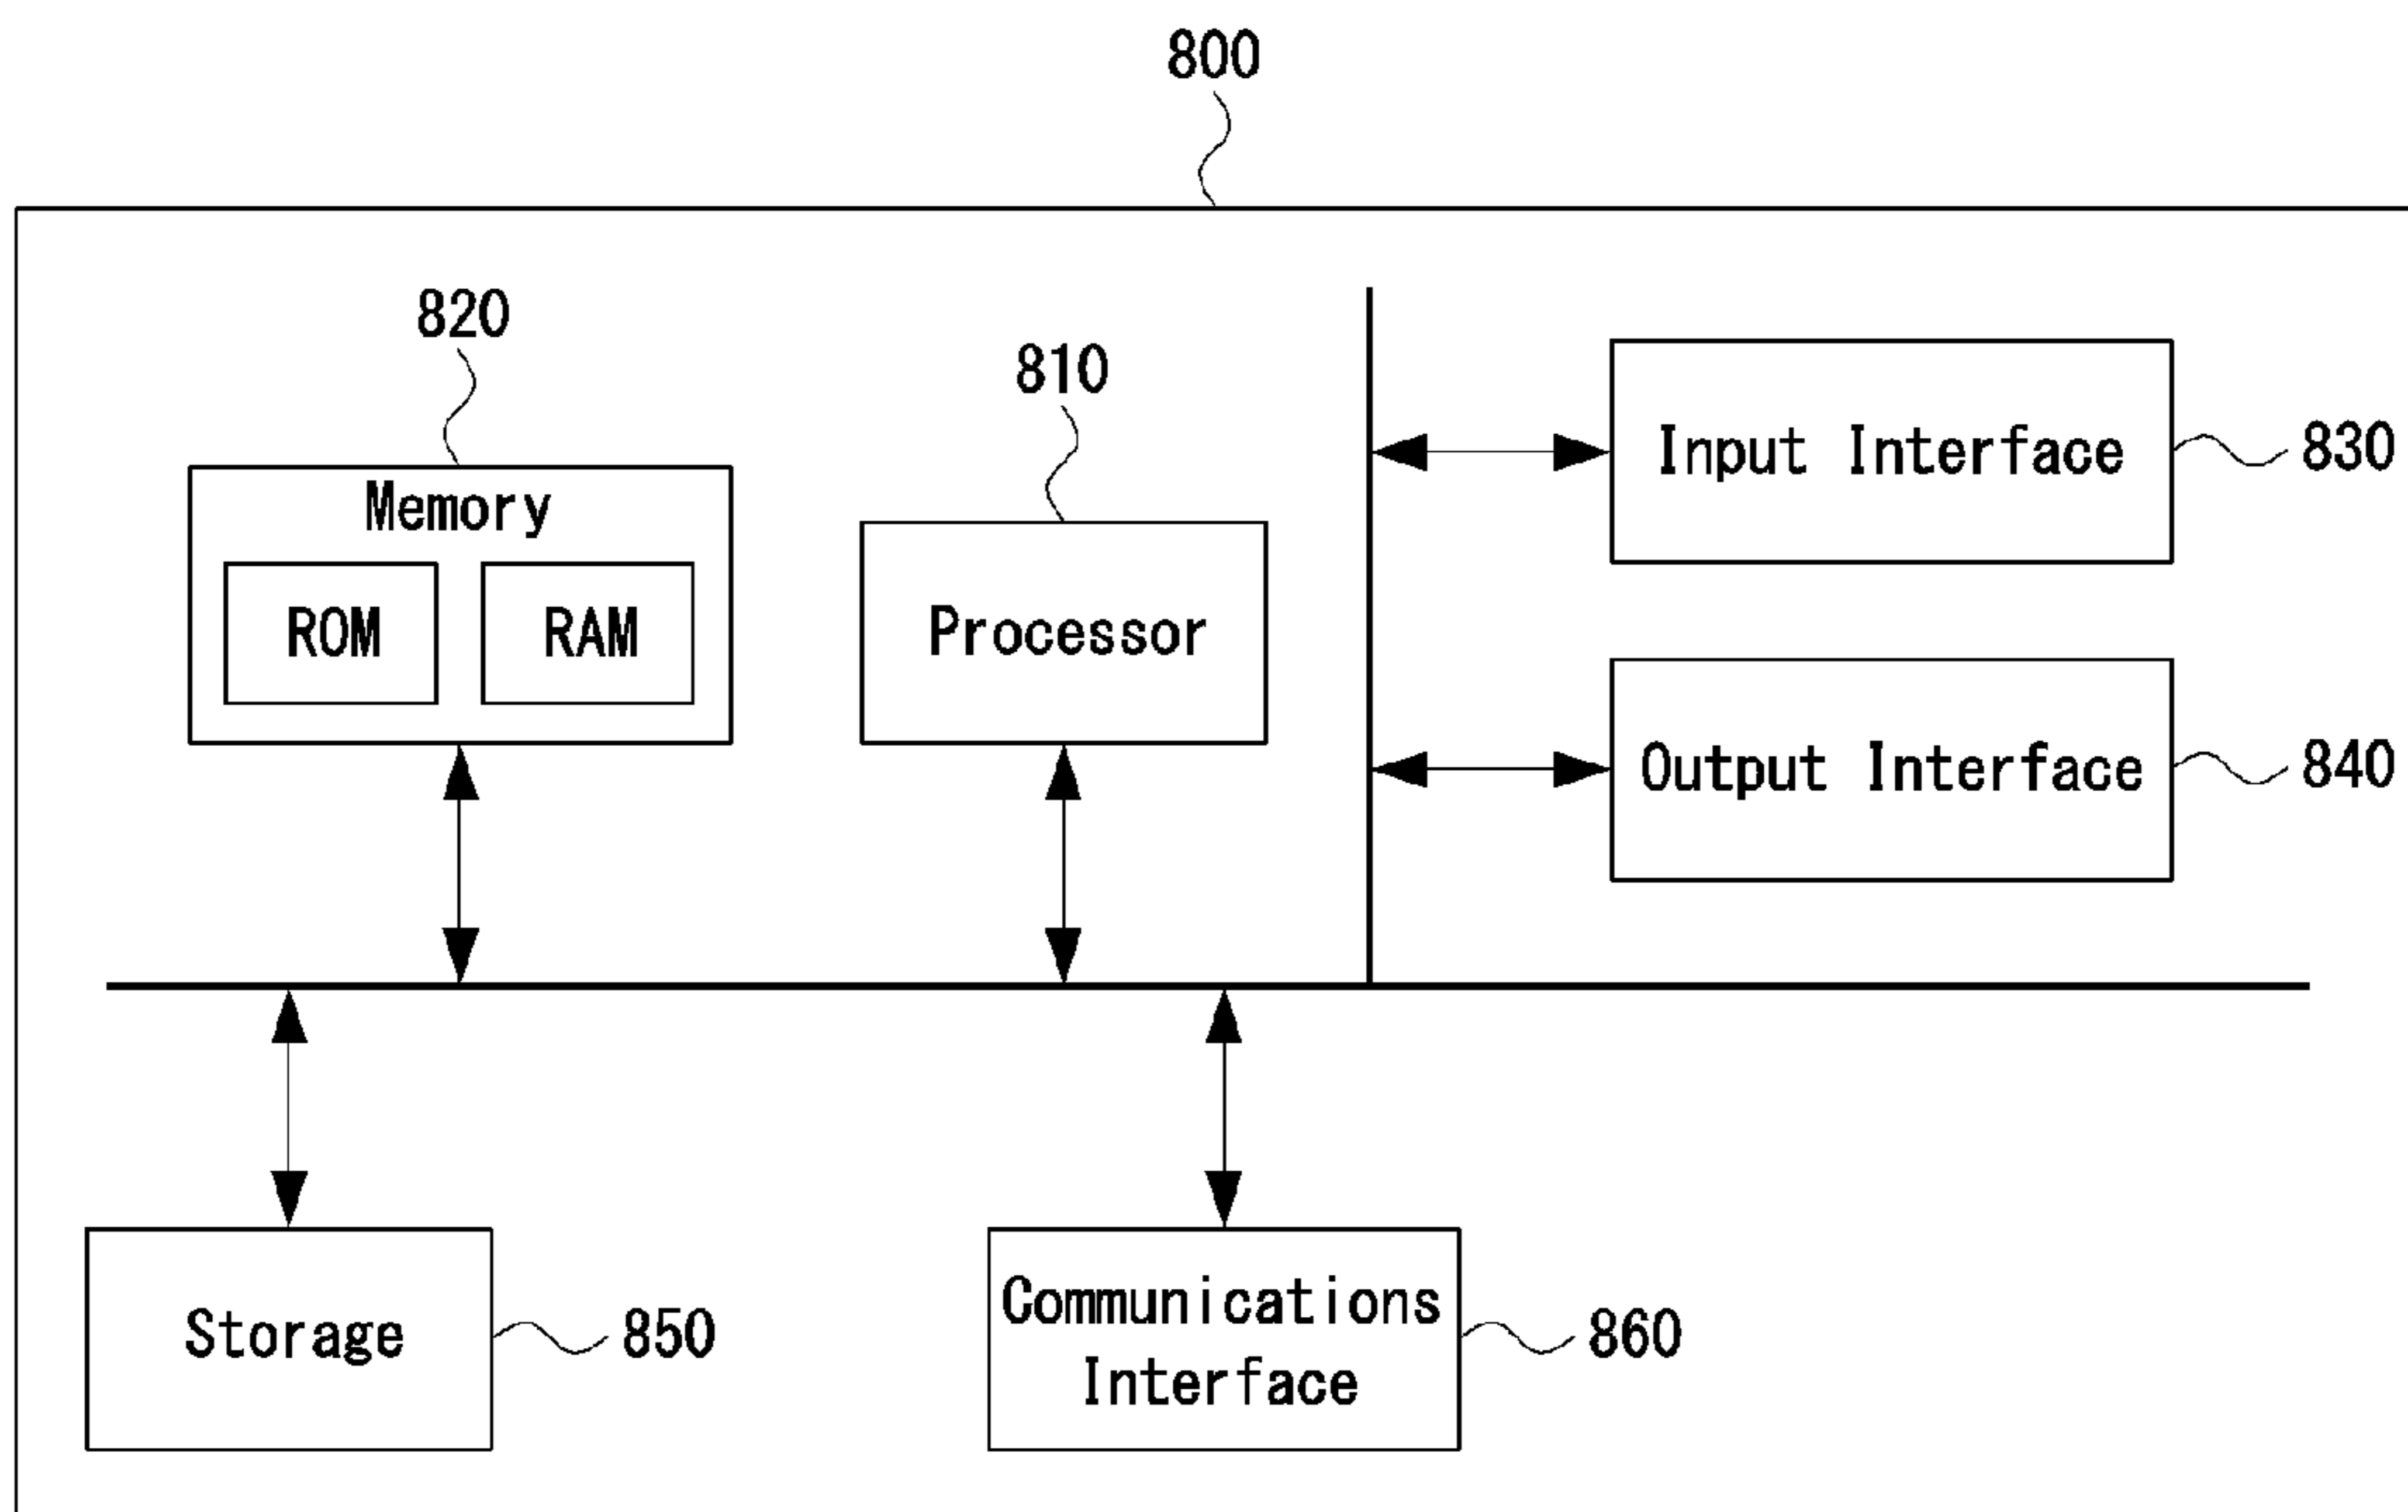 800
820
810
Memory
ROM
RAM
Processor
Input Interface
830
Output Interface
840
Storage
850
Communications
Interface
860